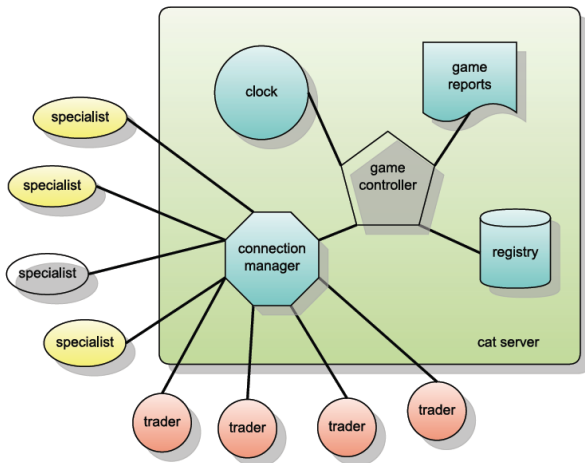 clock
game
reports
specialist
specialist
game
controller
connection
manager
registry
specialist
specialist
cat server
trader
trader
trader
trader